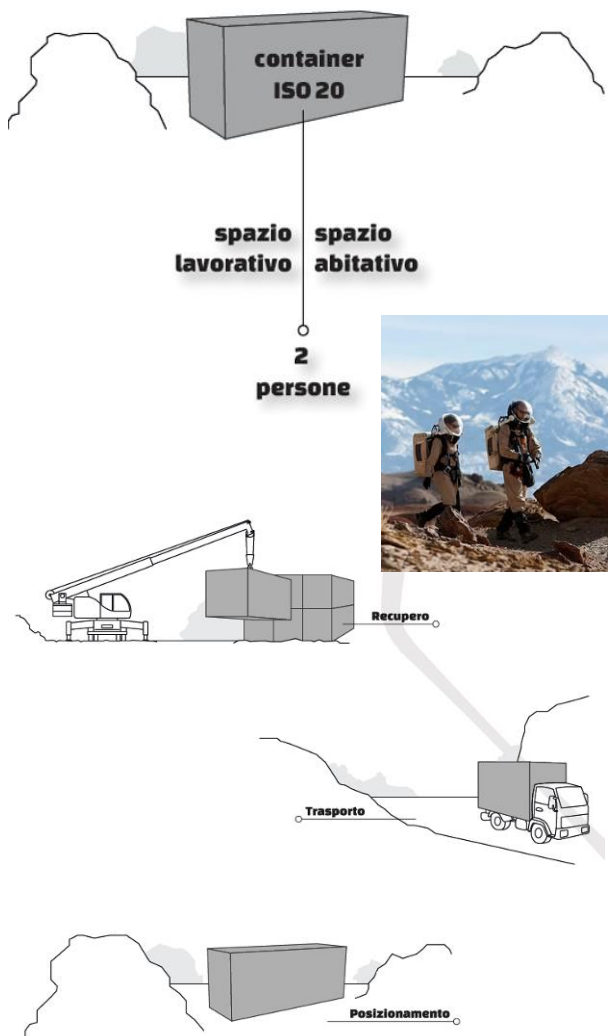 container
ISO 20
spazio lavorativo
spazio abitativo
2
persone
Recupero
Trasporto
Posizionamento